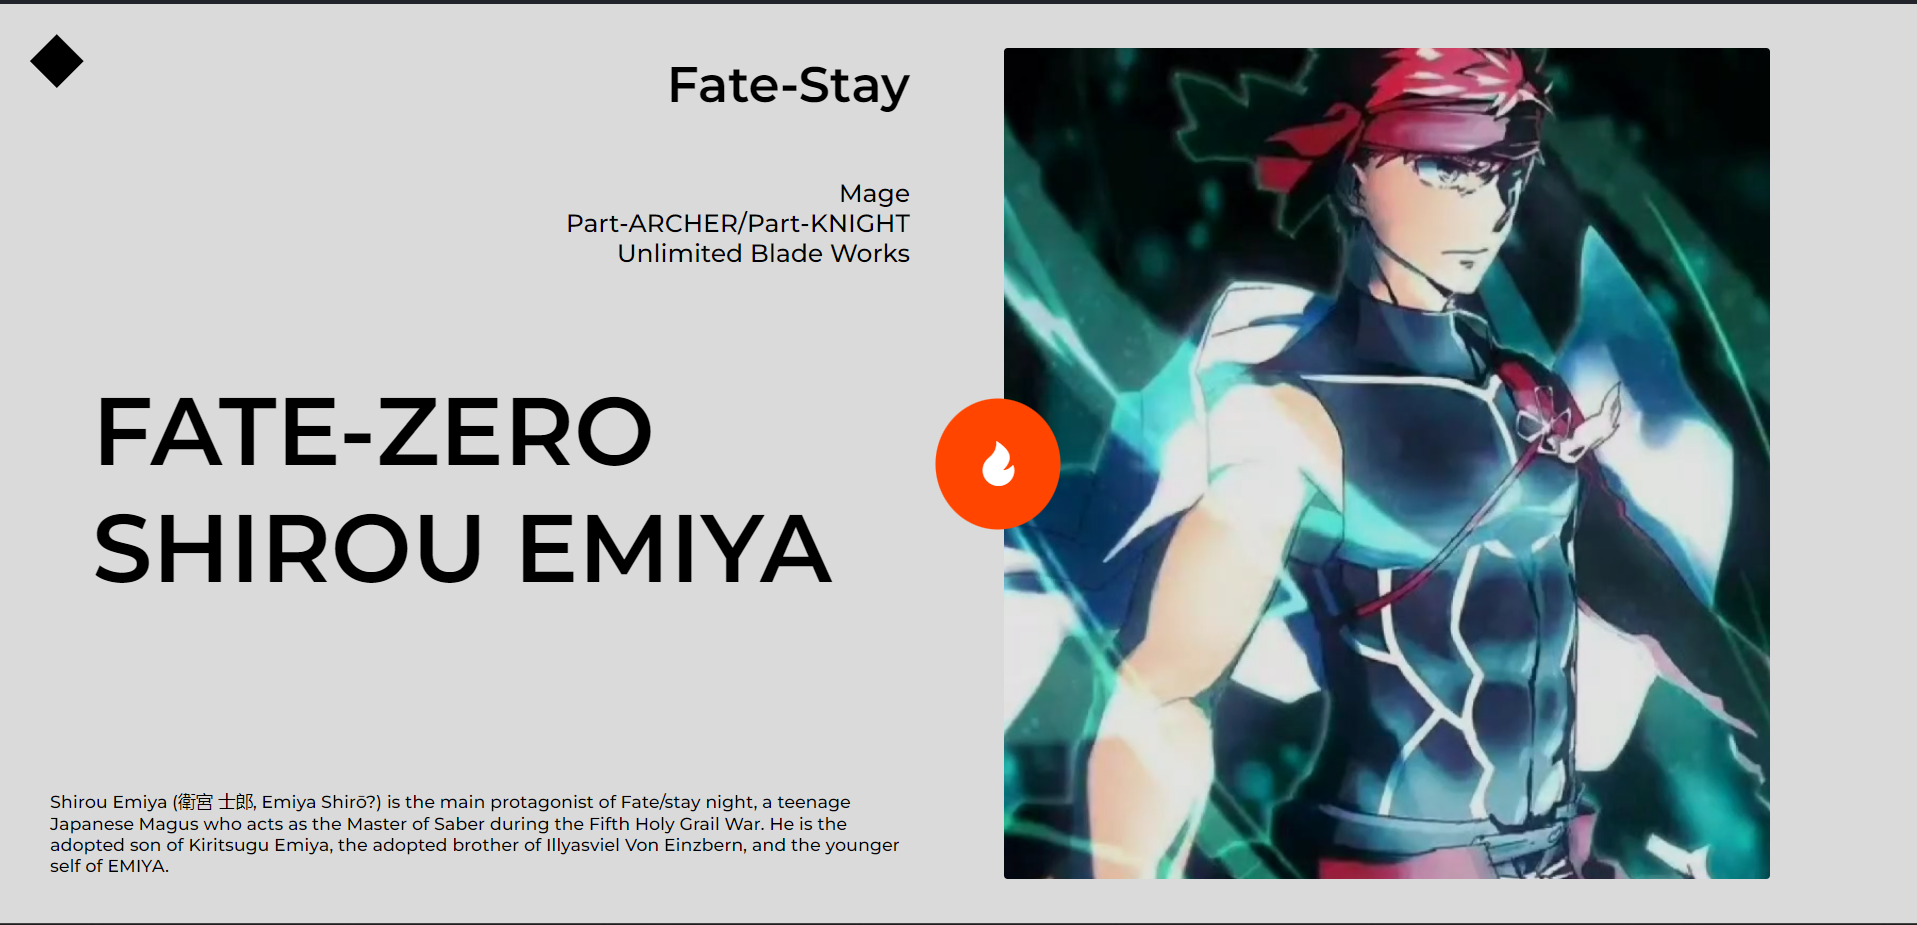 Fate-Stay
Mage
Part-ARCHER/Part-KNIGHT
Unlimited Blade Works
FATE-ZERO
SHIROU EMIYA
Shirou Emiya (衛宮 士郎, Emiya Shirō?) is the main protagonist of Fate/stay night, a teenage
Japanese Magus who acts as the Master of Saber during the Fifth Holy Grail War. He is the
adopted son of Kiritsugu Emiya, the adopted brother of Illyasviel Von Einzbern, and the younger
self of EMIYA.